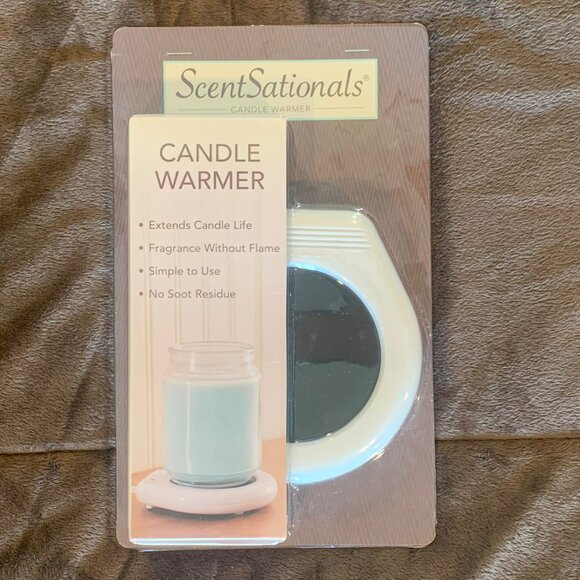 ScentSationals®
CANDLE WARMER
CANDLE
WARMER
• Extends Candle Life
• Fragrance Without Flame
• Simple to Use
• No Soot Residue